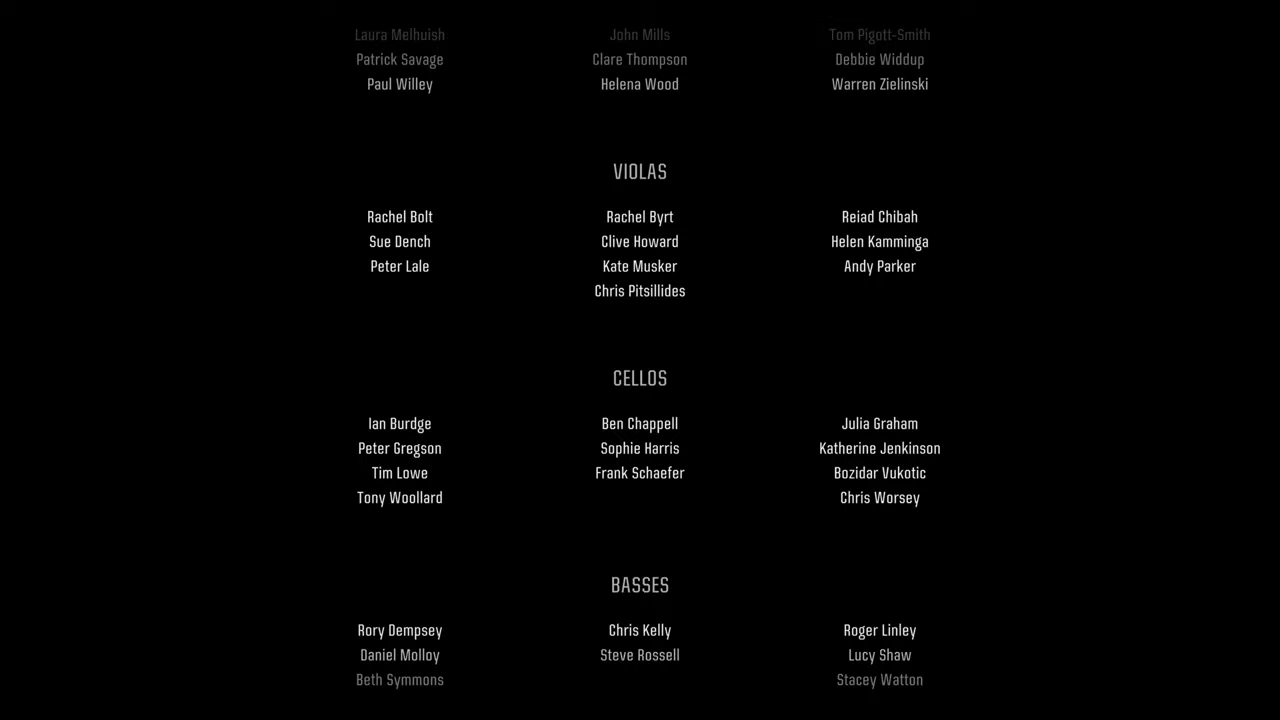 Laura Melhuish John Mills Tom Pigott-Smith
Patrick Savage Clare Thompson Debbie Widdup
Paul Willey Helena Wood Warren Zielinski
VIOLAS
Rachel Bolt Rachel Byrt Reiad Chibah
Sue Dench Clive Howard Helen Kamminga
Peter Lale Kate Musker Andy Parker
Chris Pitsillides
CELLOS
Ian Burdge Ben Chappell Julia Graham
Peter Gregson Sophie Harris Katherine Jenkinson
Tim Lowe Frank Schaefer Bozidar Vukotic
Tony Woollard Chris Worsey
BASSES
Rory Dempsey Chris Kelly Roger Linley
Daniel Molloy Steve Rossell Lucy Shaw
Beth Symmons Stacey Watton